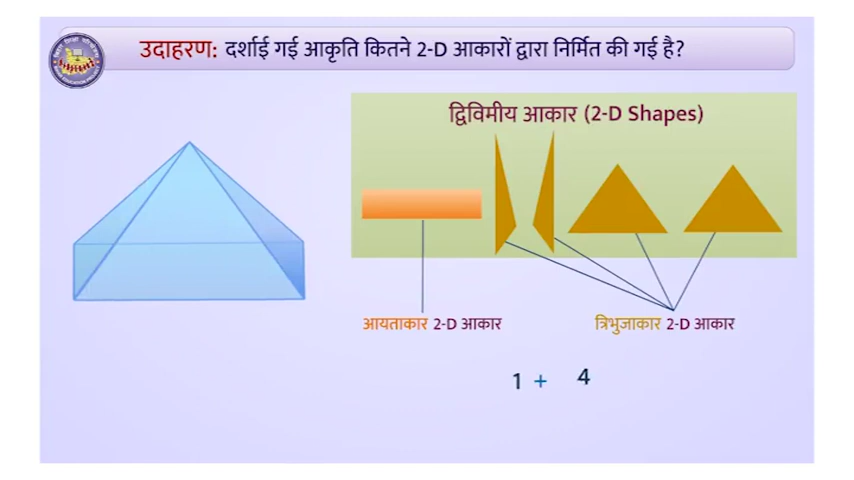 उदाहरण: दर्शाई गई आकृति कितने 2-D आकारों द्वारा निर्मित की गई है?
द्विविमीय आकार (2-D Shapes)
आयताकार 2-D आकार
त्रिभुजाकार 2-D आकार
1 + 4